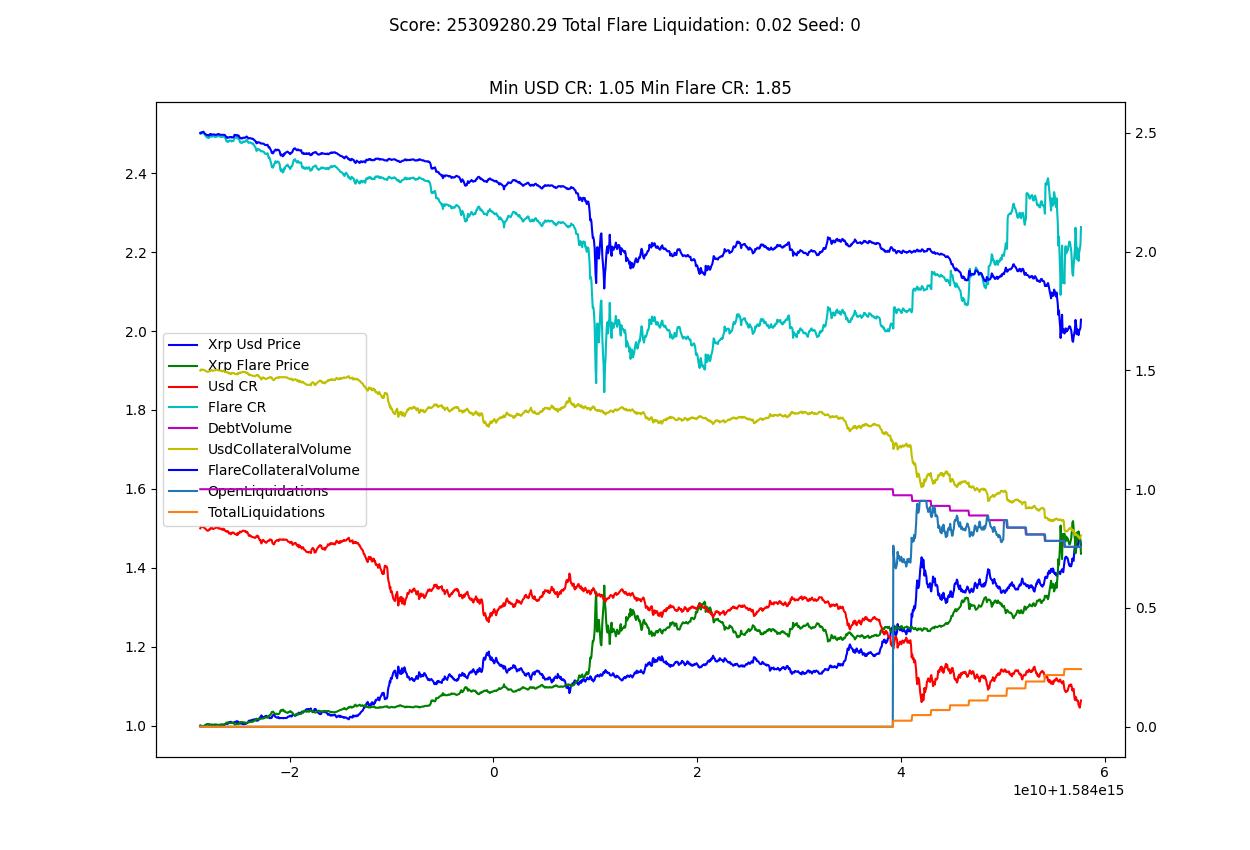 Score: 25309280.29 Total Flare Liquidation: 0.02 Seed: 0
Min USD CR: 1.05 Min Flare CR: 1.85
2.4
2.2
2.0
1.8
1.6
1.4
1.2
1.0
Xrp Usd Price
Xrp Flare Price
Usd CR
Flare CR
DebtVolume
UsdCollateralVolume
FlareCollateralVolume
OpenLiquidations
TotalLiquidations
2.5
2.0
1.5
1.0
0.5
0.0
−2 0 2 4 6
1e10+1.584e15